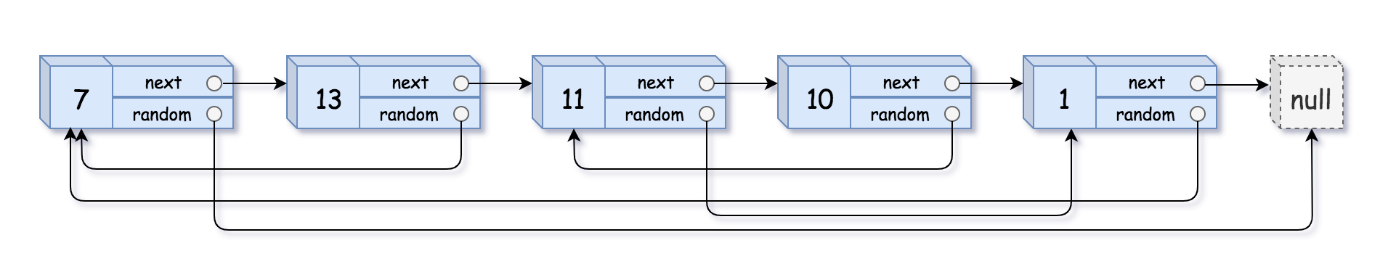 7 next random
13 next random
11 next random
10 next random
1 next random
null